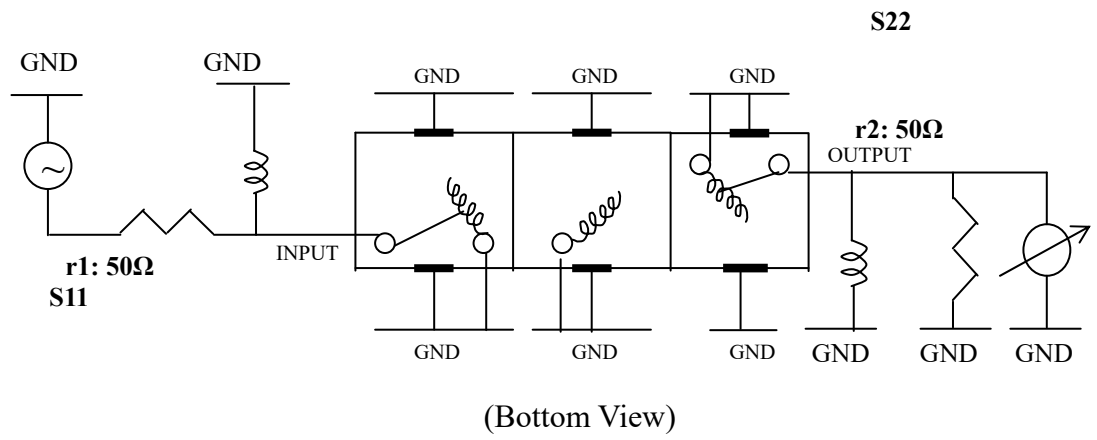 S22
GND
GND
GND
GND
GND
r2: 50Ω
OUTPUT
INPUT
r1: 50Ω
S11
GND
GND
GND
GND
GND
GND
(Bottom View)